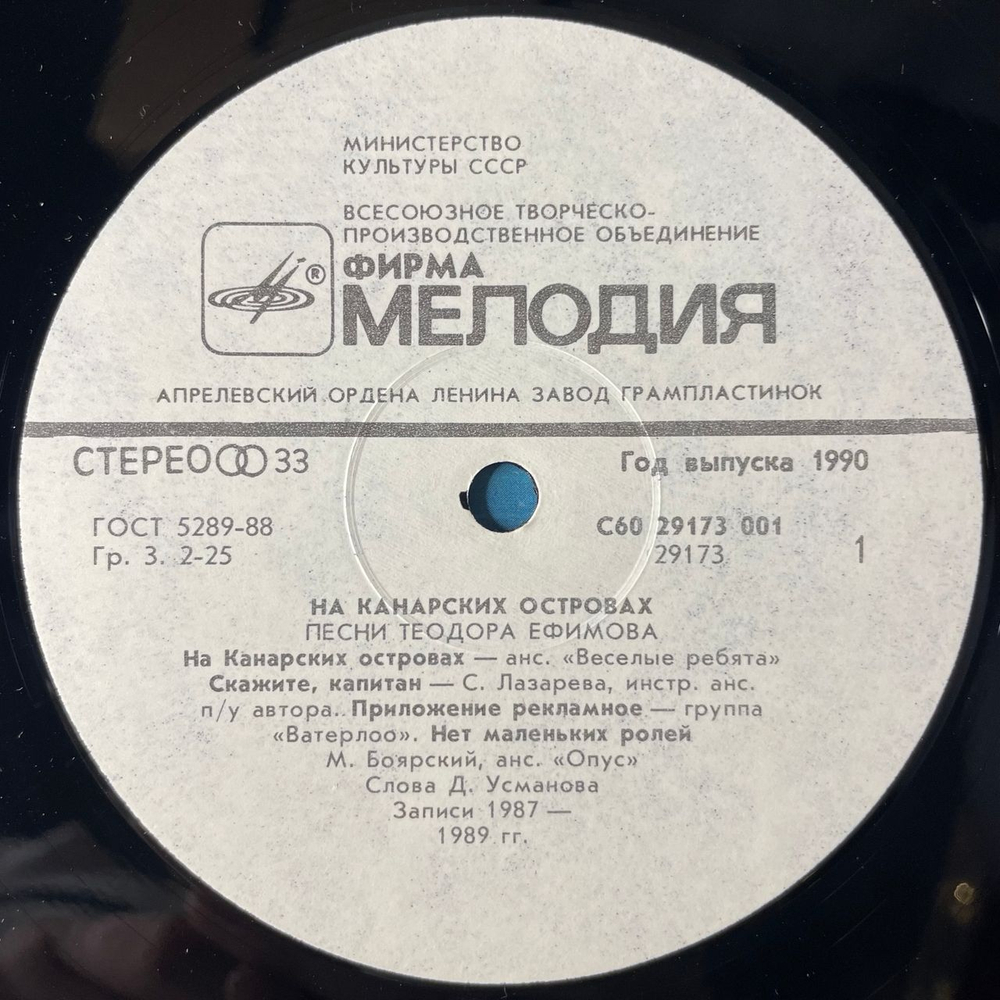 МИНИСТЕРСТВО
КУЛЬТУРЫ СССР
ВСЕСОЮЗНОЕ ТВОРЧЕСКО-
ПРОИЗВОДСТВЕННОЕ ОБЪЕДИНЕНИЕ
®
ФИРМА
МЕЛОДИЯ
АПРЕЛЕВСКИЙ ОРДЕНА ЛЕНИНА ЗАВОД ГРАМПЛАСТИНОК
СТЕРЕО 33
Год выпуска 1990
ГОСТ 5289-88
С60 29173 001
Гр. 3. 2-25
29173
1
НА КАНАРСКИХ ОСТРОВАХ
ПЕСНИ ТЕОДОРА ЕФИМОВА
На Канарских островах — анс. «Веселые ребята»
Скажите, капитан — С. Лазарева, инстр. анс.
п/у автора. Приложение рекламное — группа
«Ватерлоо». Нет маленьких ролей
М. Боярский, анс. «Опус»
Слова Д. Усманова
Записи 1987 —
1989 гг.